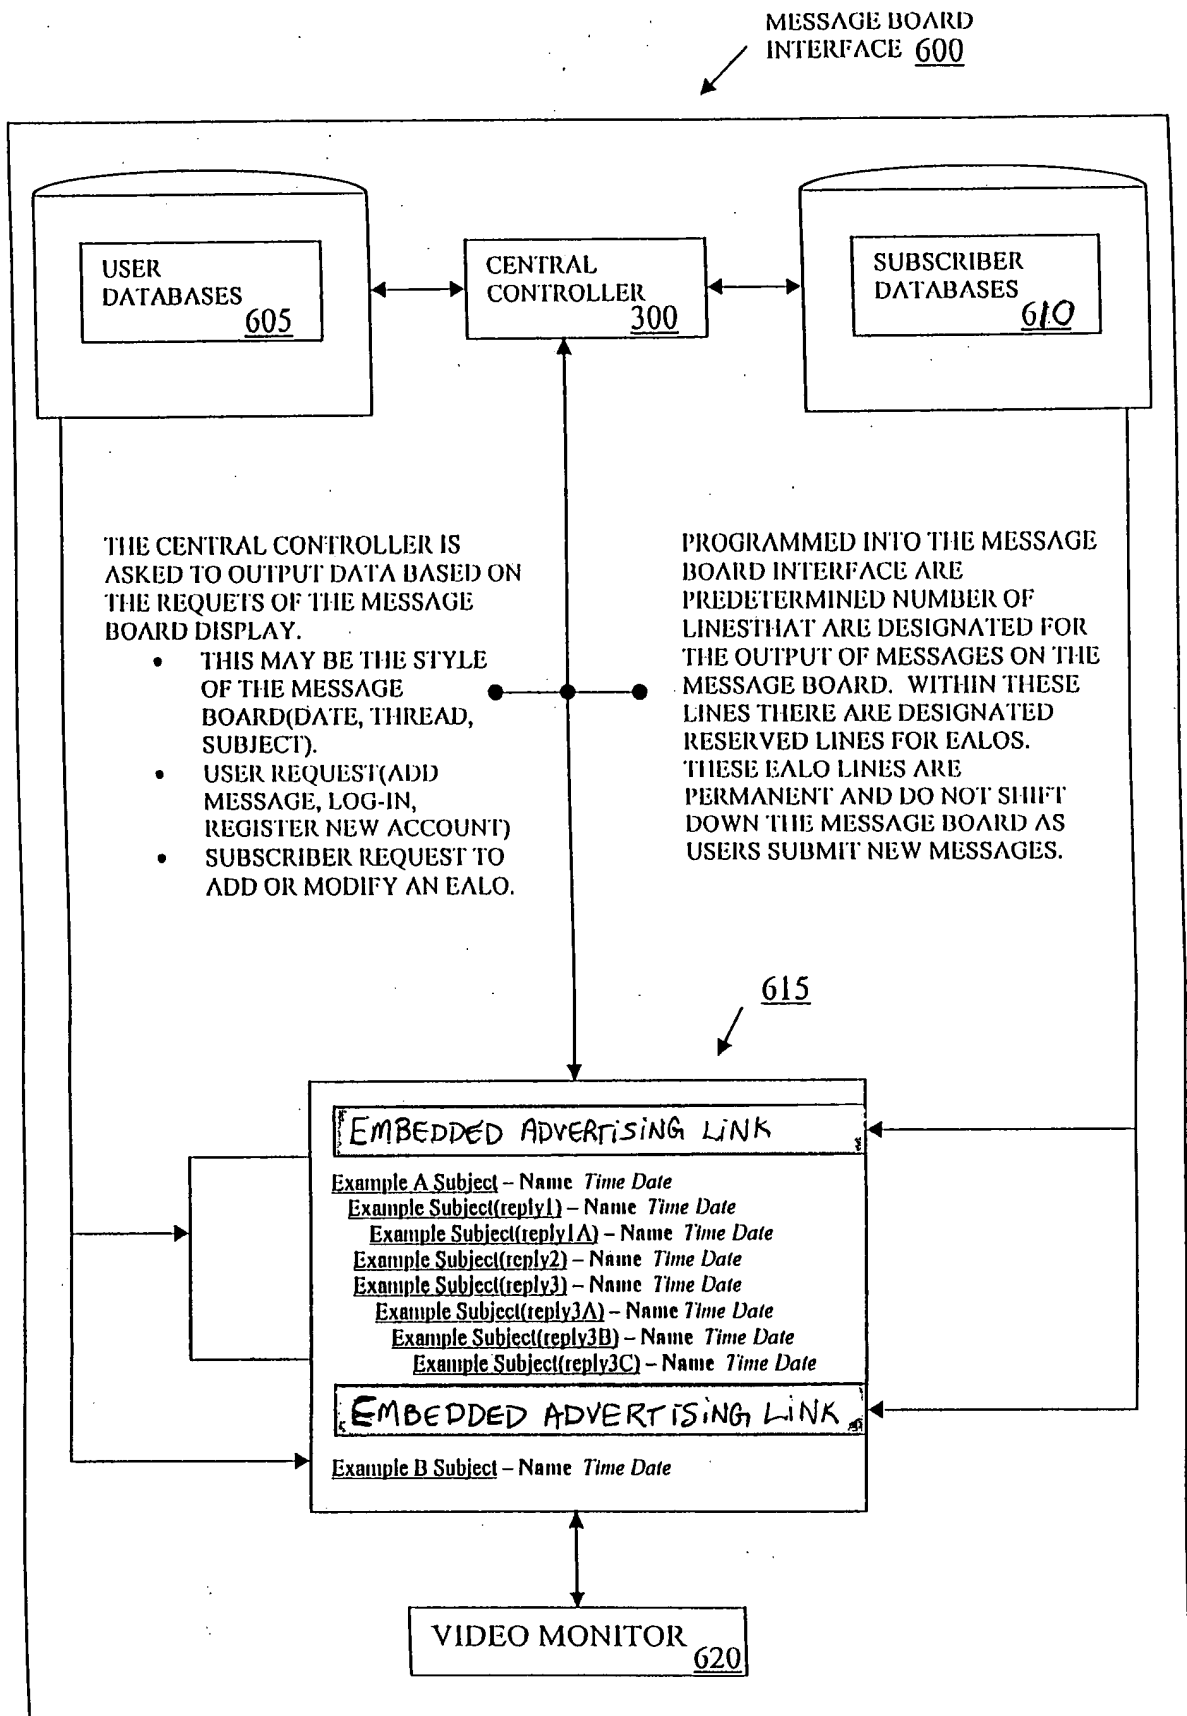 MESSAGE BOARD
INTERFACE 600
USER
DATABASES
605
CENTRAL
CONTROLLER
300
SUBSCRIBER
DATABASES
610
THE CENTRAL CONTROLLER IS
ASKED TO OUTPUT DATA BASED ON
THE REQUETS OF THE MESSAGE
BOARD DISPLAY.
• THIS MAY BE THE STYLE
OF THE MESSAGE
BOARD(DATE, THREAD,
SUBJECT).
• USER REQUEST(ADD
MESSAGE, LOG-IN,
REGISTER NEW ACCOUNT)
• SUBSCRIBER REQUEST TO
ADD OR MODIFY AN EALO.
PROGRAMMED INTO THE MESSAGE
BOARD INTERFACE ARE
PREDETERMINED NUMBER OF
LINESTHAT ARE DESIGNATED FOR
THE OUTPUT OF MESSAGES ON THE
MESSAGE BOARD. WITHIN THESE
LINES THERE ARE DESIGNATED
RESERVED LINES FOR EALOS.
THESE EALO LINES ARE
PERMANENT AND DO NOT SHIFT
DOWN THE MESSAGE BOARD AS
USERS SUBMIT NEW MESSAGES.
615
EMBEDDED ADVERTISING LINK
Example A Subject – Name Time Date
Example Subject(reply1) – Name Time Date
Example Subject(reply1A) – Name Time Date
Example Subject(reply2) – Name Time Date
Example Subject(reply3) – Name Time Date
Example Subject(reply3A) – Name Time Date
Example Subject(reply3B) – Name Time Date
Example Subject(reply3C) – Name Time Date
EMBEDDED ADVERTISING LINK
Example B Subject – Name Time Date
VIDEO MONITOR
620